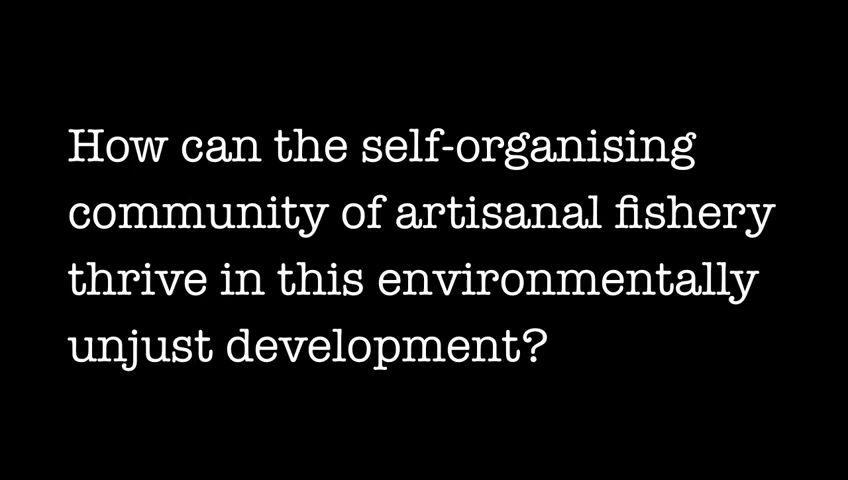 How can the self-organising
community of artisanal fishery
thrive in this environmentally
unjust development?